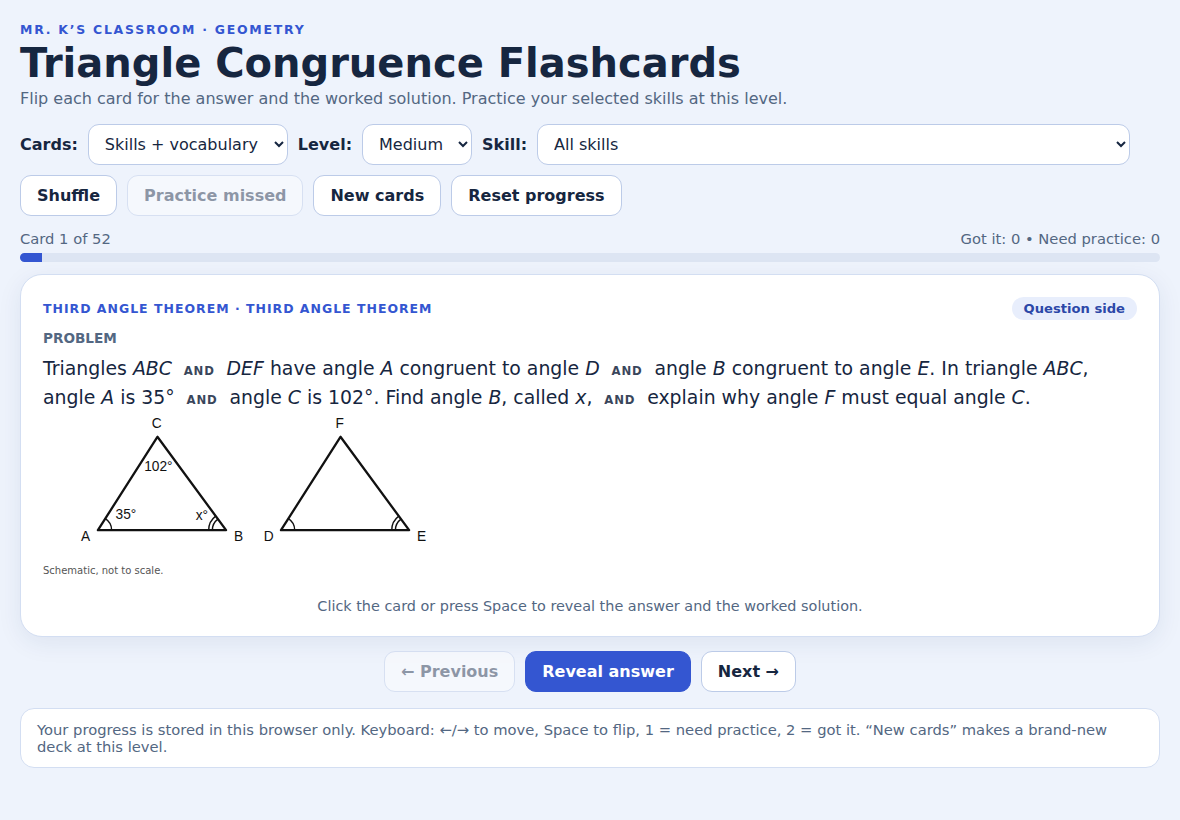 MR. K’S CLASSROOM · GEOMETRY
Triangle Congruence Flashcards
Flip each card for the answer and the worked solution. Practice your selected skills at this level.
Cards: Skills + vocabulary Level: Medium Skill: All skills
Shuffle Practice missed New cards Reset progress
Card 1 of 52 Got it: 0 • Need practice: 0
THIRD ANGLE THEOREM · THIRD ANGLE THEOREM Question side
PROBLEM
Triangles ABC AND DEF have angle A congruent to angle D AND angle B congruent to angle E. In triangle ABC,
angle A is 35° AND angle C is 102°. Find angle B, called x, AND explain why angle F must equal angle C.
C F
102°
35° x°
A B D E
Schematic, not to scale.
Click the card or press Space to reveal the answer and the worked solution.
← Previous Reveal answer Next →
Your progress is stored in this browser only. Keyboard: ←/→ to move, Space to flip, 1 = need practice, 2 = got it. “New cards” makes a brand-new
deck at this level.